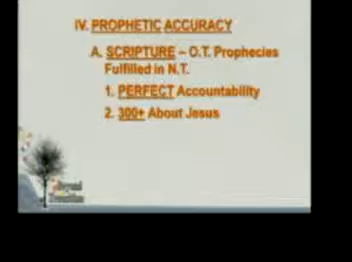 IV. PROPHETIC ACCURACY
A. SCRIPTURE – O.T. Prophecies
Fulfilled in N.T.
1. PERFECT Accountability
2. 300+ About Jesus